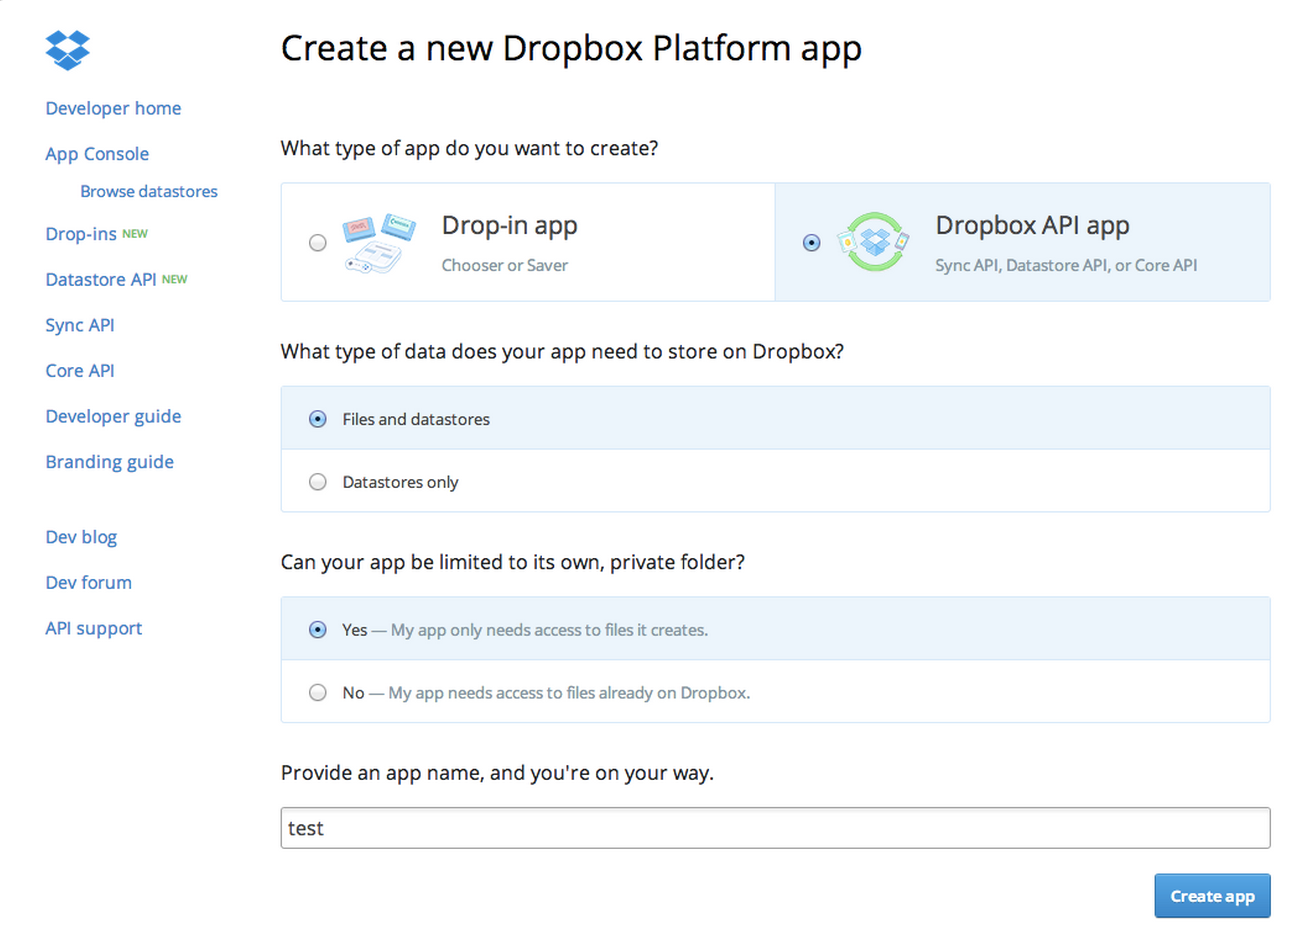 Create a new Dropbox Platform app
Developer home
App Console
Browse datastores
Drop-ins NEW
Datastore API NEW
Sync API
Core API
Developer guide
Branding guide
Dev blog
Dev forum
API support
What type of app do you want to create?
Drop-in app
Chooser or Saver
Dropbox API app
Sync API, Datastore API, or Core API
What type of data does your app need to store on Dropbox?
Files and datastores
Datastores only
Can your app be limited to its own, private folder?
Yes — My app only needs access to files it creates.
No — My app needs access to files already on Dropbox.
Provide an app name, and you're on your way.
test
Create app